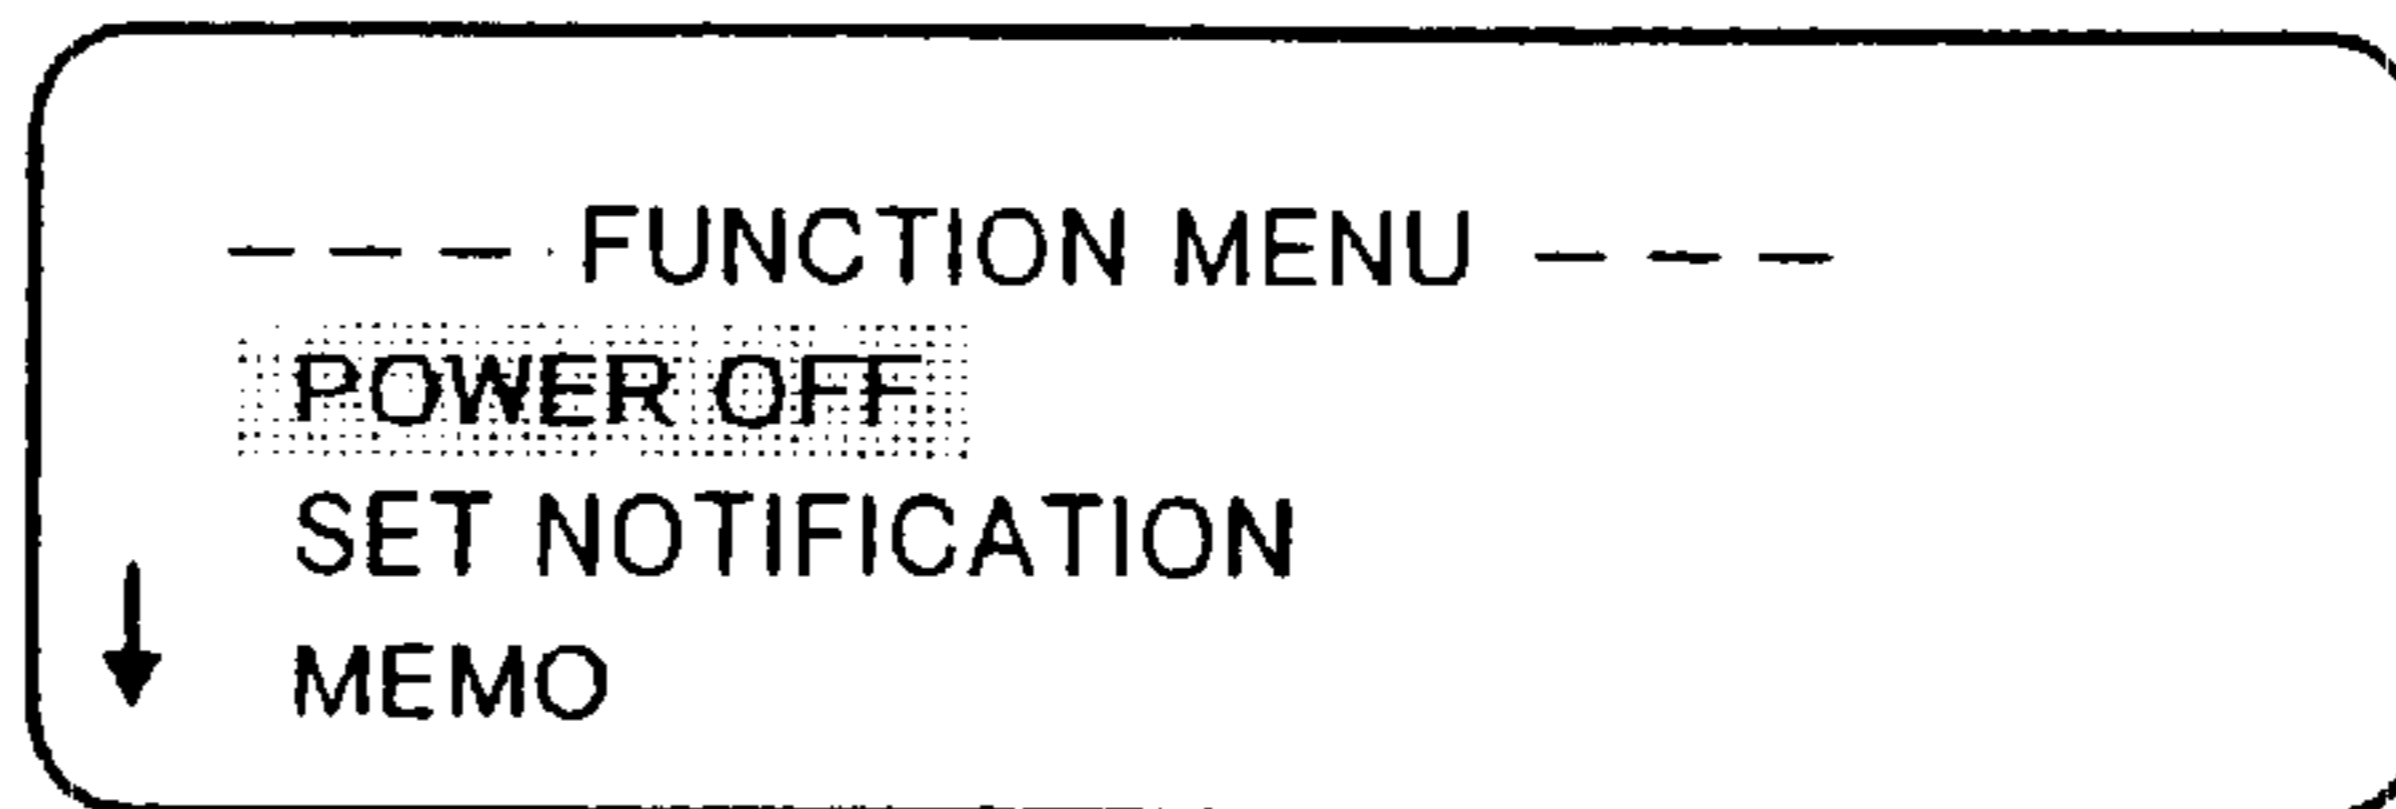 --- FUNCTION MENU ---
POWER OFF
SET NOTIFICATION
MEMO